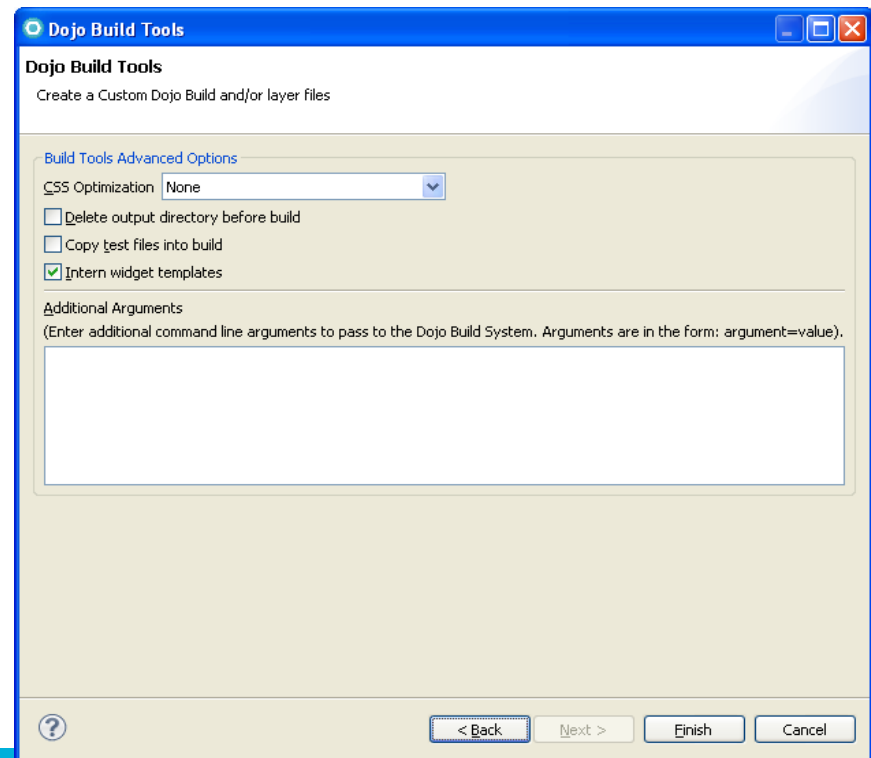 Dojo Build Tools
Dojo Build Tools
Create a Custom Dojo Build and/or layer files
Build Tools Advanced Options
CSS Optimization None
Delete output directory before build
Copy test files into build
Intern widget templates
Additional Arguments
(Enter additional command line arguments to pass to the Dojo Build System. Arguments are in the form: argument=value).
? < Back Next > Finish Cancel